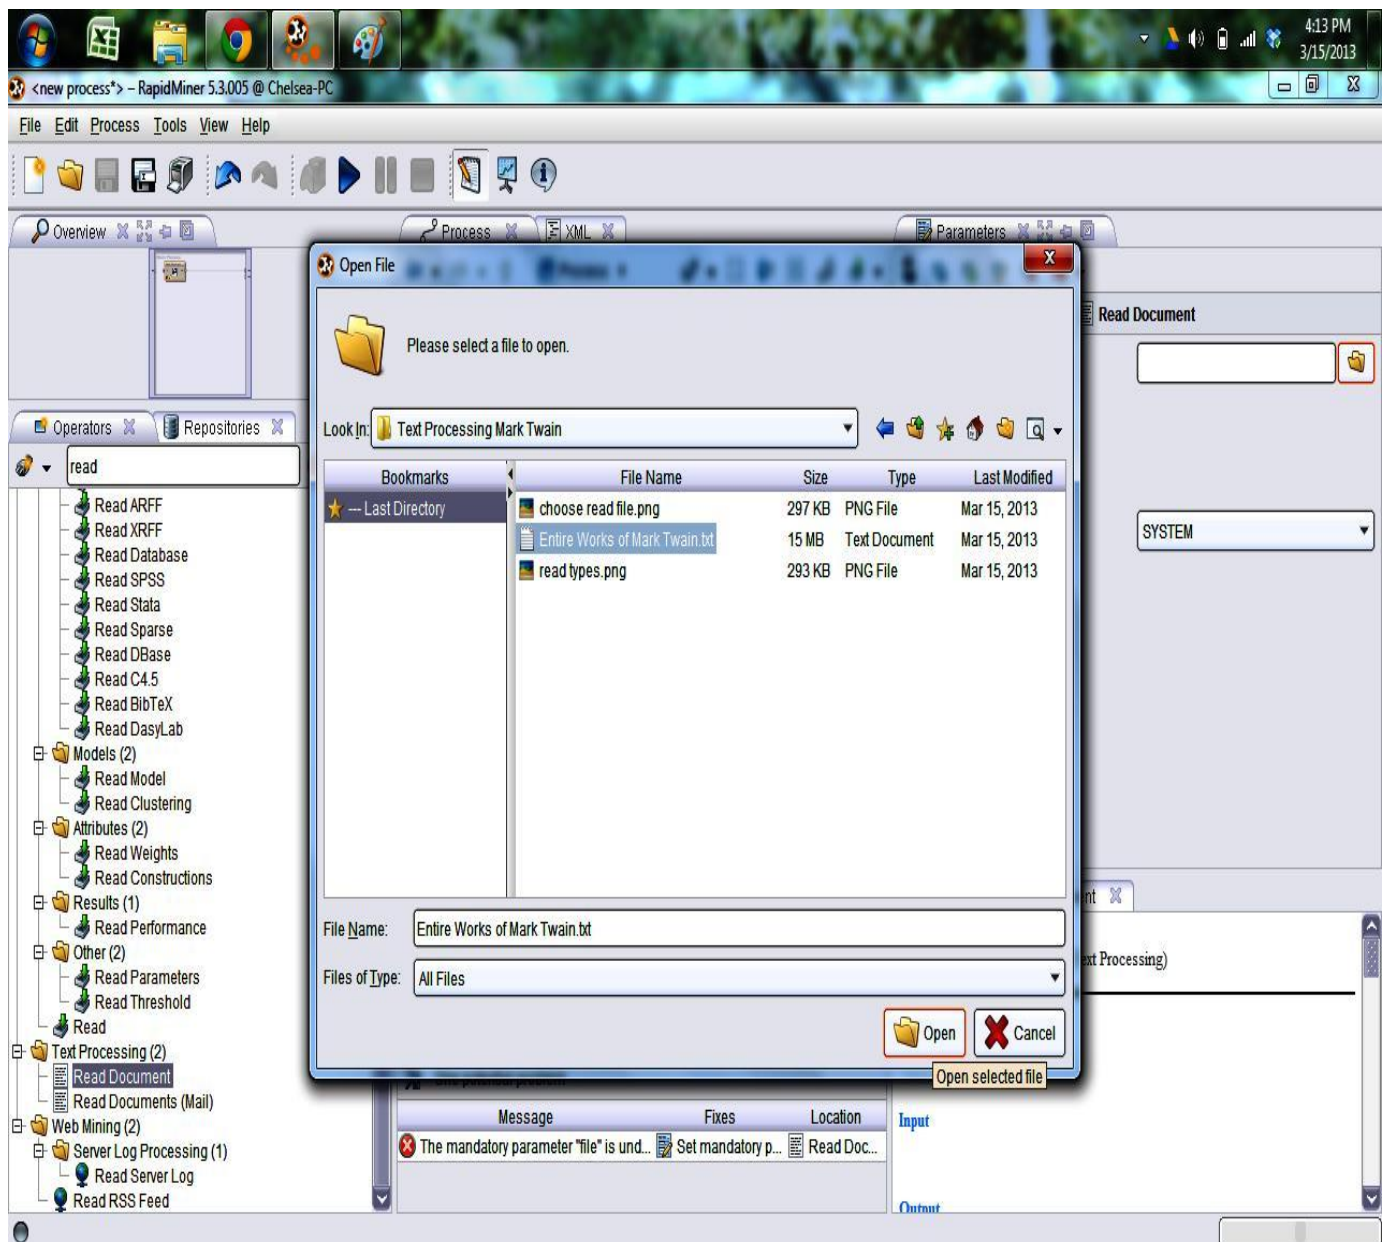 4:13 PM
3/15/2013
<new process*> – RapidMiner 5.3.005 @ Chelsea-PC
File Edit Process Tools View Help
Overview
Process
XML
Parameters
Open File
Please select a file to open.
Read Document
Operators
Repositories
Look In: Text Processing Mark Twain
read
Bookmarks
File Name Size Type Last Modified
--- Last Directory
choose read file.png 297 KB PNG File Mar 15, 2013
Entire Works of Mark Twain.txt 15 MB Text Document Mar 15, 2013
read types.png 293 KB PNG File Mar 15, 2013
SYSTEM
Read ARFF
Read XRFF
Read Database
Read SPSS
Read Stata
Read Sparse
Read DBase
Read C4.5
Read BibTeX
Read DasyLab
Models (2)
Read Model
Read Clustering
Attributes (2)
Read Weights
Read Constructions
Results (1)
Read Performance
Other (2)
Read Parameters
Read Threshold
Read
Text Processing (2)
Read Document
Read Documents (Mail)
Web Mining (2)
Server Log Processing (1)
Read Server Log
Read RSS Feed
File Name: Entire Works of Mark Twain.txt
Files of Type: All Files
Open
Cancel
Open selected file
nt
ext Processing)
Message Fixes Location
The mandatory parameter "file" is und... Set mandatory p... Read Doc...
Input
Output